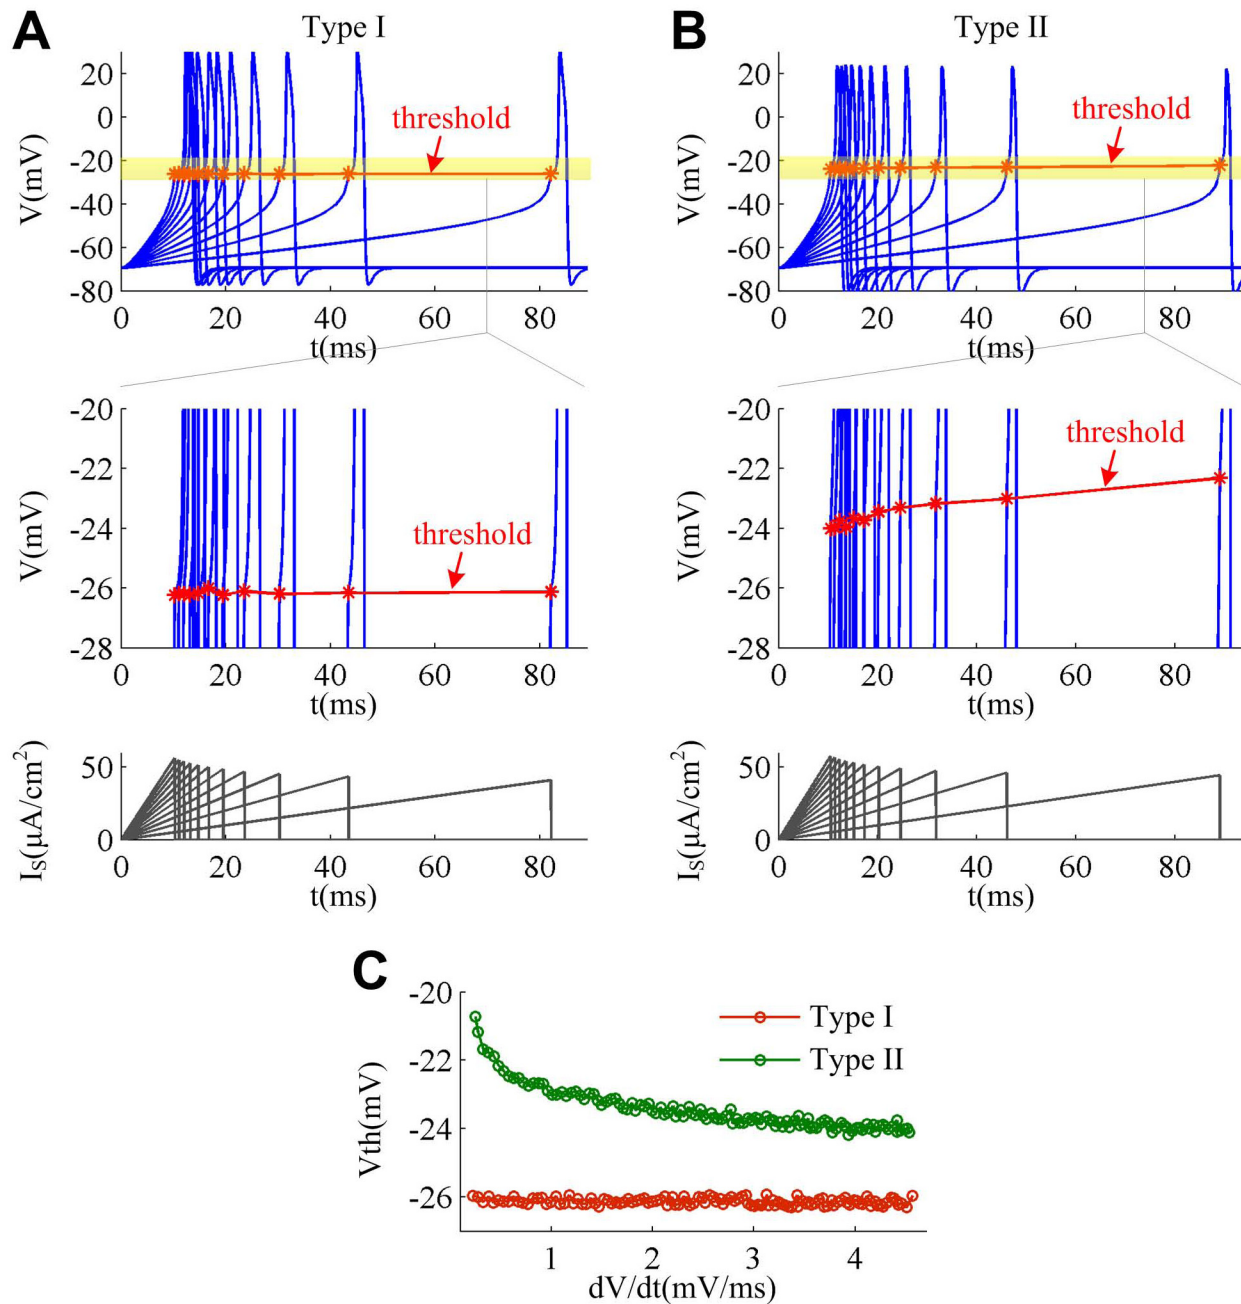 A
Type I
B
Type II
20
0
-20
-40
-60
-80
V(mV)
threshold
0
20
40
60
80
t(ms)
20
0
-20
-40
-60
-80
V(mV)
threshold
0
20
40
60
80
t(ms)
-20
-22
-24
-26
-28
V(mV)
threshold
0
20
40
60
80
t(ms)
-20
-22
-24
-26
-28
V(mV)
threshold
0
20
40
60
80
t(ms)
50
0
Is(μA/cm²)
0
20
40
60
80
t(ms)
50
0
Is(μA/cm²)
0
20
40
60
80
t(ms)
C
-20
-22
-24
-26
Vth(mV)
Type I
Type II
1
2
3
4
dV/dt(mV/ms)